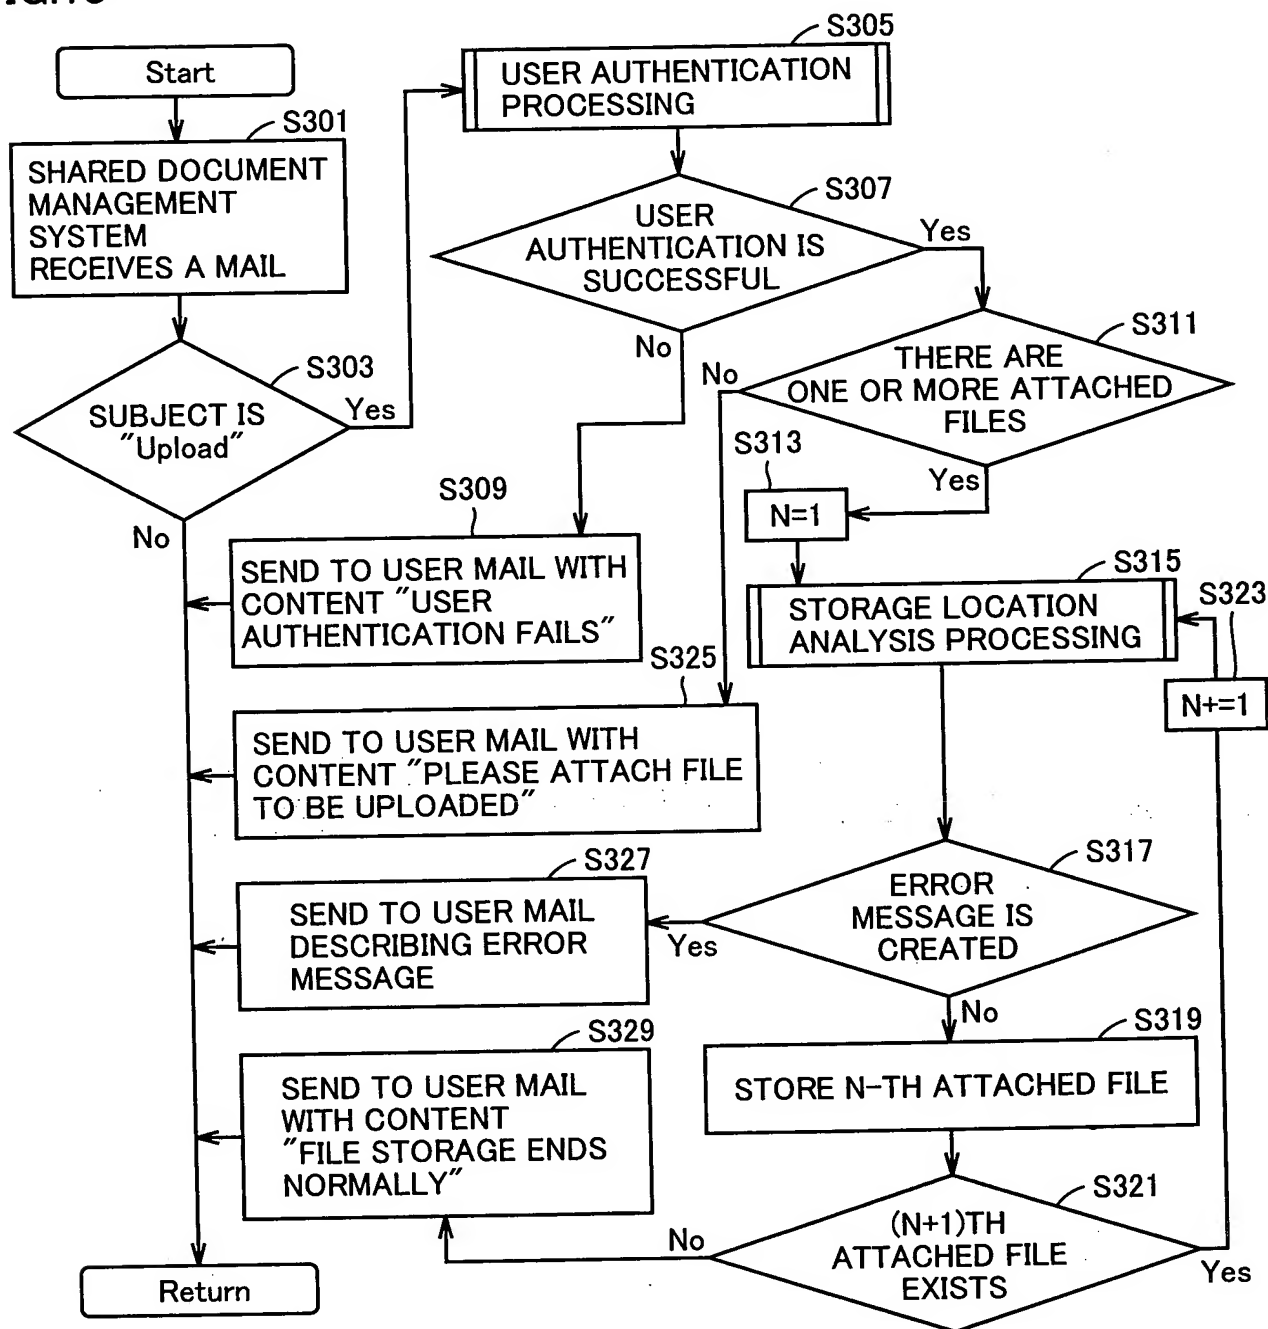 Start
S301
SHARED DOCUMENT
MANAGEMENT
SYSTEM
RECEIVES A MAIL
S303
SUBJECT IS
"Upload"
Yes
No
S305
USER AUTHENTICATION
PROCESSING
S307
USER
AUTHENTICATION IS
SUCCESSFUL
Yes
No
S311
THERE ARE
ONE OR MORE ATTACHED
FILES
No
Yes
S313
N=1
S309
SEND TO USER MAIL WITH
CONTENT "USER
AUTHENTICATION FAILS"
S315
STORAGE LOCATION
ANALYSIS PROCESSING
S323
N+=1
S325
SEND TO USER MAIL WITH
CONTENT "PLEASE ATTACH FILE
TO BE UPLOADED"
S317
ERROR
MESSAGE IS
CREATED
Yes
No
S327
SEND TO USER MAIL
DESCRIBING ERROR
MESSAGE
S319
STORE N-TH ATTACHED FILE
S329
SEND TO USER MAIL
WITH CONTENT
"FILE STORAGE ENDS
NORMALLY"
S321
(N+1)TH
ATTACHED FILE
EXISTS
No
Yes
Return